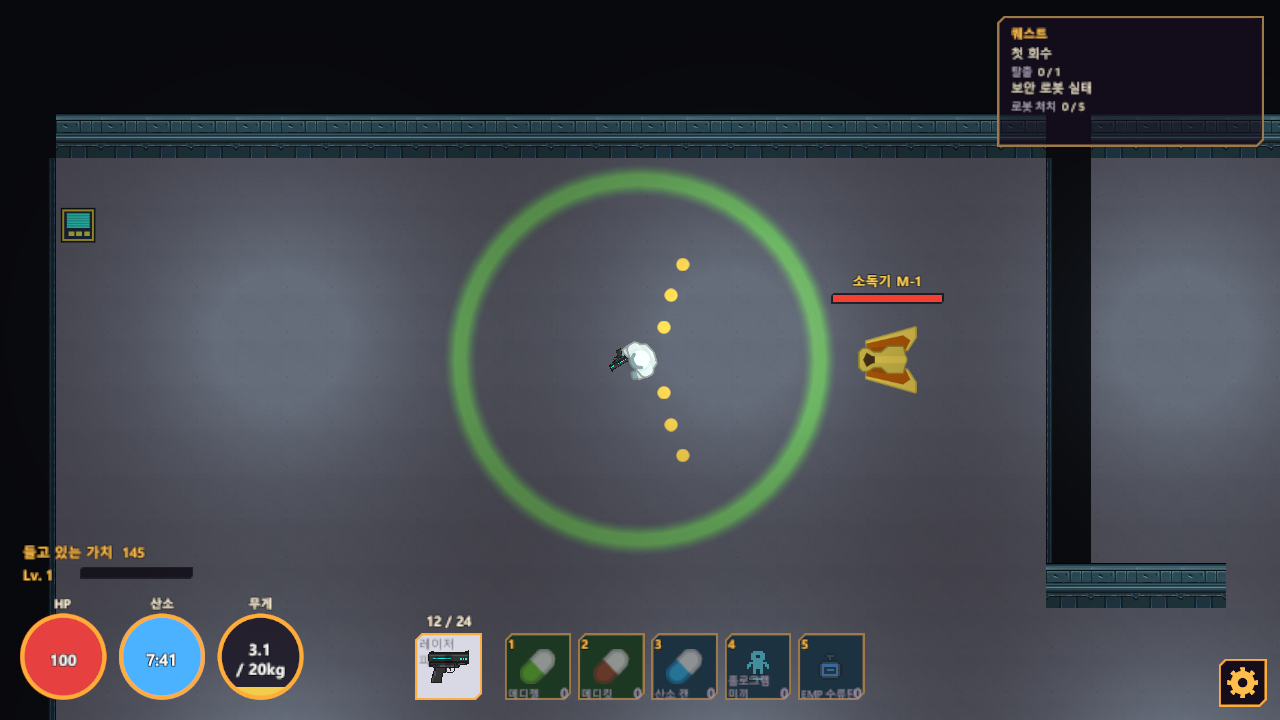 퀘스트
첫 회수
탈출 0/1
보안 로봇 실태
로봇 처치 0/5
소독기 M-1
들고 있는 가치 145
Lv. 1
HP
산소
무게
100
7:41
3.1
/ 20kg
12 / 24
레이저
1
메디젤 0
2
메디킷 0
3
산소 캔 0
4
홀로그램
미끼 0
5
EMP 수류탄 0